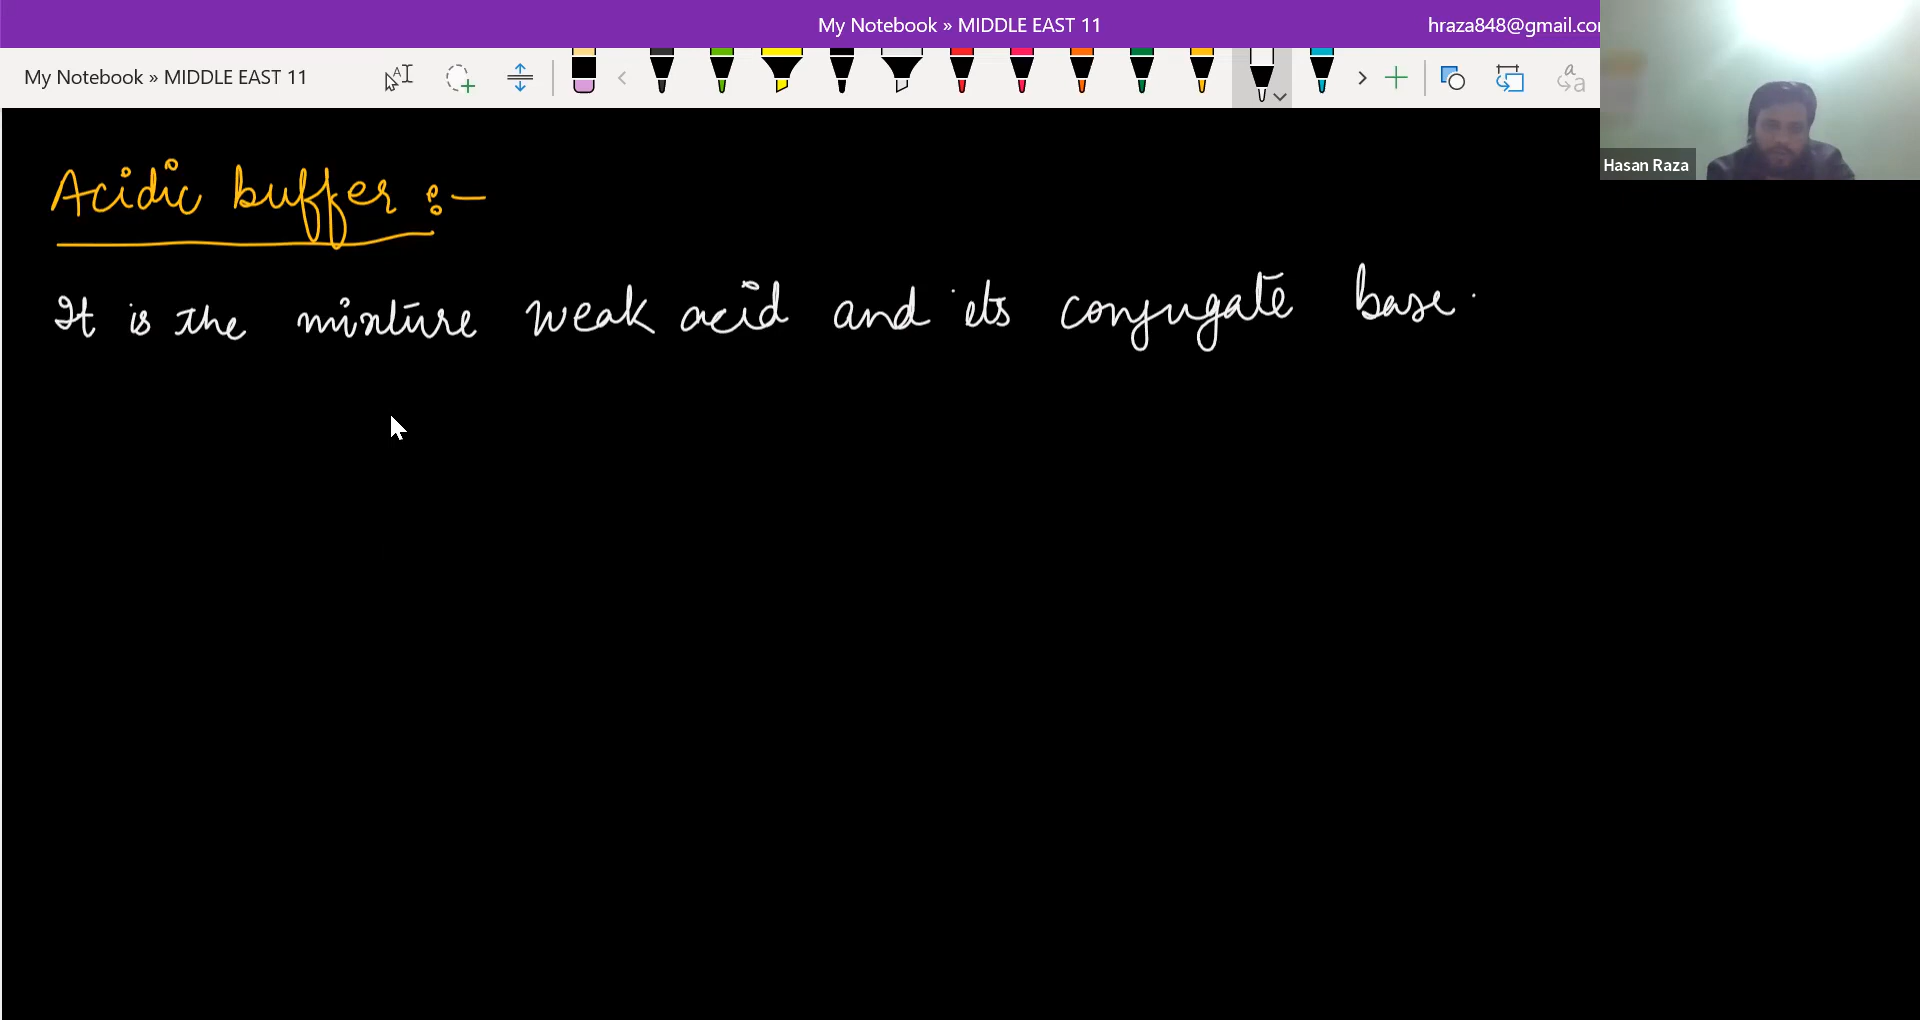 My Notebook » MIDDLE EAST 11
hraza848@gmail.co
My Notebook » MIDDLE EAST 11
Hasan Raza
Acidic buffer :-
It is the mixture weak acid and its conjugate base.